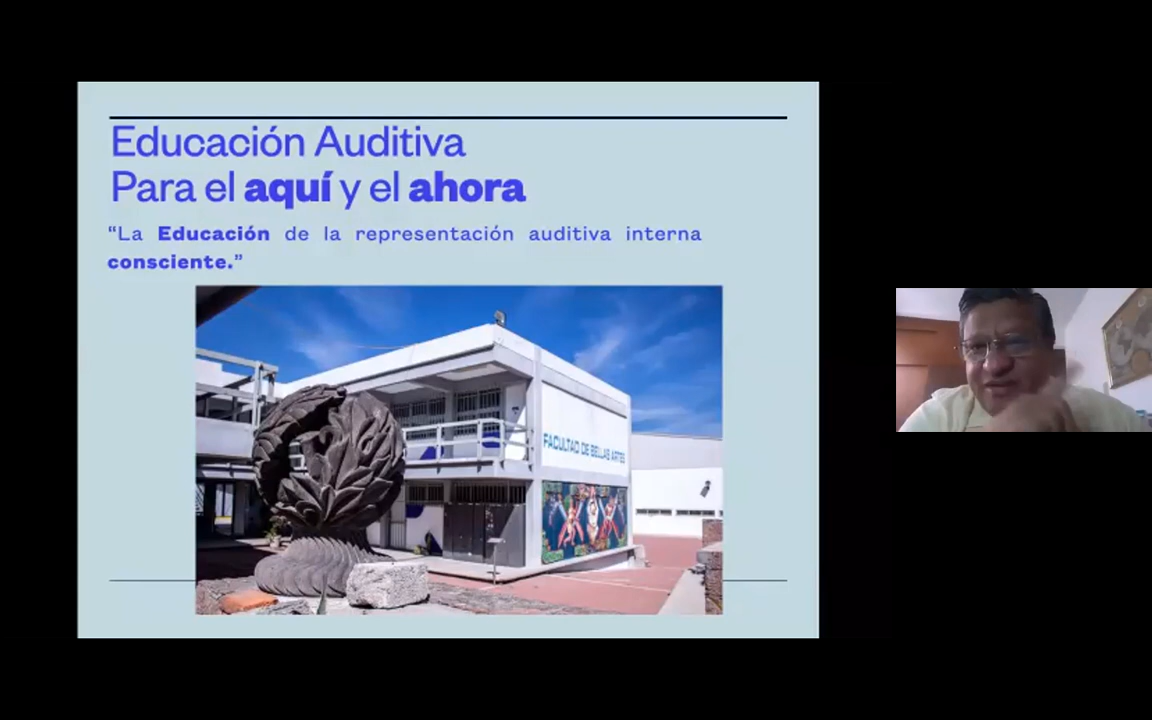 Educación Auditiva
Para el aquí y el ahora
“La Educación de la representación auditiva interna
consciente.”
FACULTAD DE BELLAS ARTES